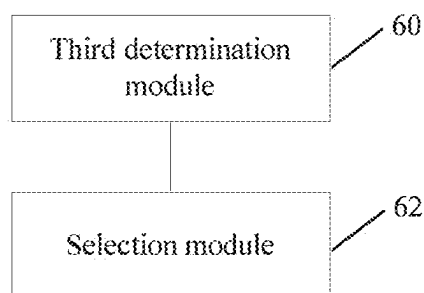 Third determination
module
60
Selection module
62